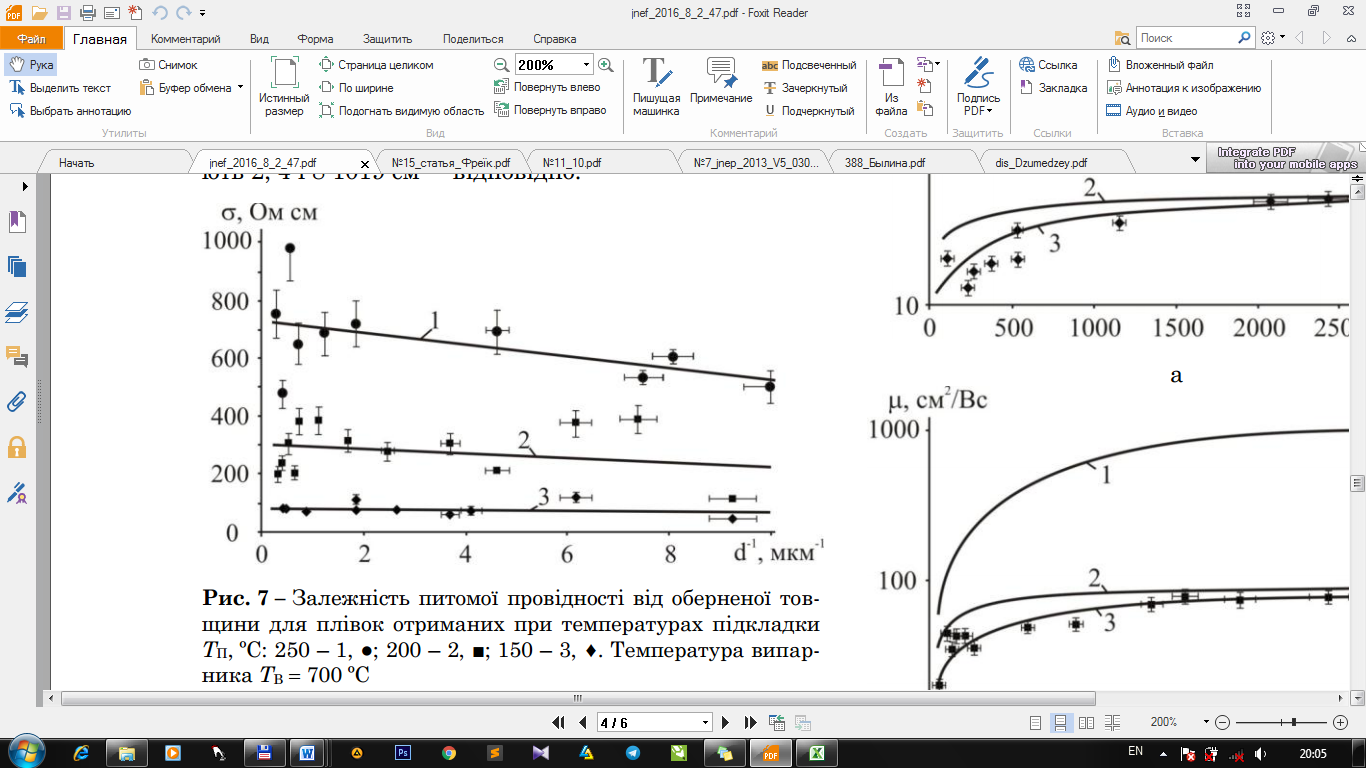 jnef_2016_8_2_47.pdf - Foxit Reader
Файл
Главная
Комментарий
Вид
Форма
Защитить
Поделиться
Справка
Поиск
Рука
Выделить текст
Выбрать аннотацию
Утилиты
Снимок
Буфер обмена
Истинный
размер
Страница целиком
По ширине
Подогнать видимую область
Вид
200%
Повернуть влево
Повернуть вправо
Пишущая
машинка
Примечание
Подсвеченный
Зачеркнутый
Подчеркнутый
Комментарий
Из
файла
Создать
Подпись
PDF
Защитить
Ссылка
Закладка
Ссылки
Вложенный файл
Аннотация к изображению
Аудио и видео
Вставка
Начать
jnef_2016_8_2_47.pdf
№15_статья_Фреїк.pdf
№11_10.pdf
№7_jnep_2013_V5_030...
388_Былина.pdf
dis_Dzumedzey.pdf
Integrate PDF
into your mobile apps
σ, Ом см
1000
800
600
400
200
0
0 2 4 6 8 d⁻¹, мкм⁻¹
1
2
3
Рис. 7 – Залежність питомої провідності від оберненої тов-
щини для плівок отриманих при температурах підкладки
TП, ºС: 250 – 1, ●; 200 – 2, ■; 150 – 3, ♦. Температура випар-
ника TВ = 700 ºС
2
3
10
0 500 1000 1500 2000 250
а
μ, см²/Вс
1000
100
1
2
3
4 / 6
200%
EN
20:05